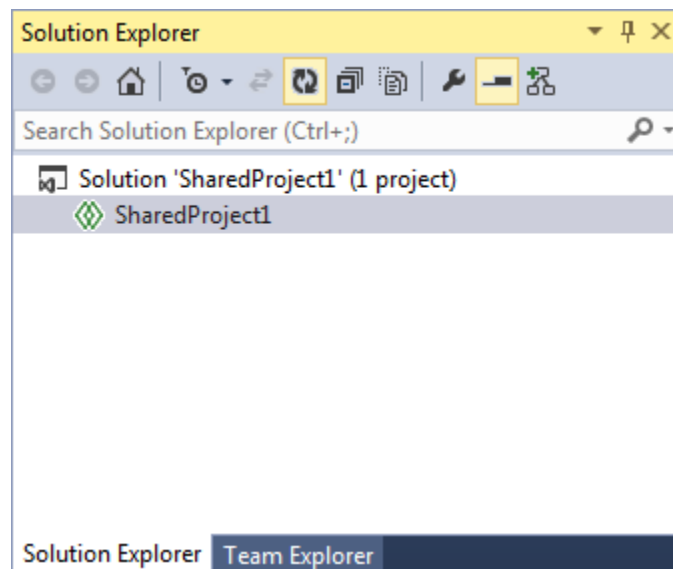 Solution Explorer
Search Solution Explorer (Ctrl+;)
Solution 'SharedProject1' (1 project)
SharedProject1
Solution Explorer Team Explorer